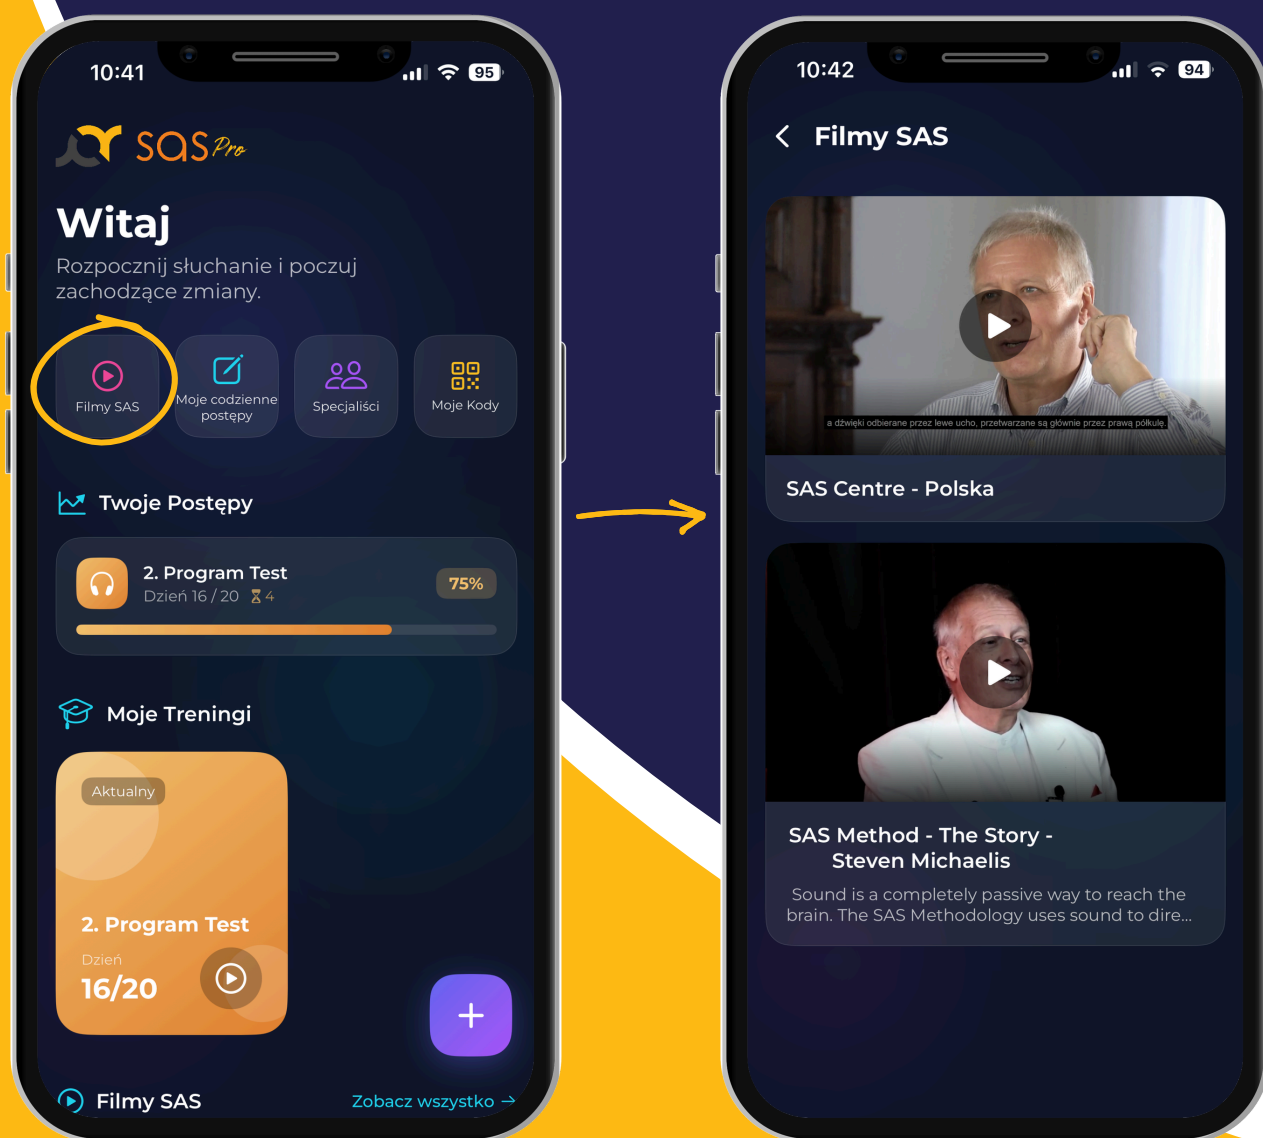 10:41
95
sas Pro
Witaj
Rozpocznij słuchanie i poczuj
zachodzące zmiany.
Filmy SAS
Moje codzienne
postępy
Specjaliści
Moje Kody
Twoje Postępy
2. Program Test
Dzień 16 / 20 4
75%
Moje Treningi
Aktualny
2. Program Test
Dzień
16/20
+
Filmy SAS
Zobacz wszystko →
10:42
94
Filmy SAS
a dźwięki odbierane przez lewe ucho, przetwarzane są głównie przez prawą półkulę.
SAS Centre - Polska
SAS Method - The Story -
Steven Michaelis
Sound is a completely passive way to reach the
brain. The SAS Methodology uses sound to dire...